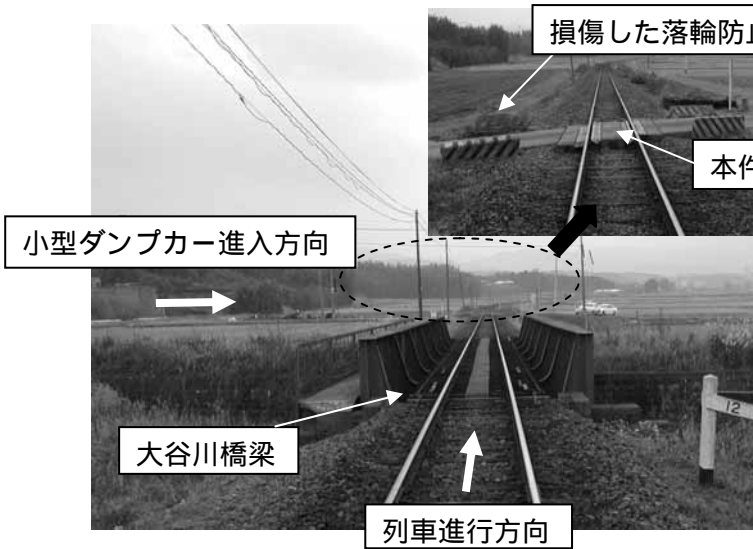 損傷した落輪防止
本件
小型ダンプカー進入方向
大谷川橋梁
12
列車進行方向